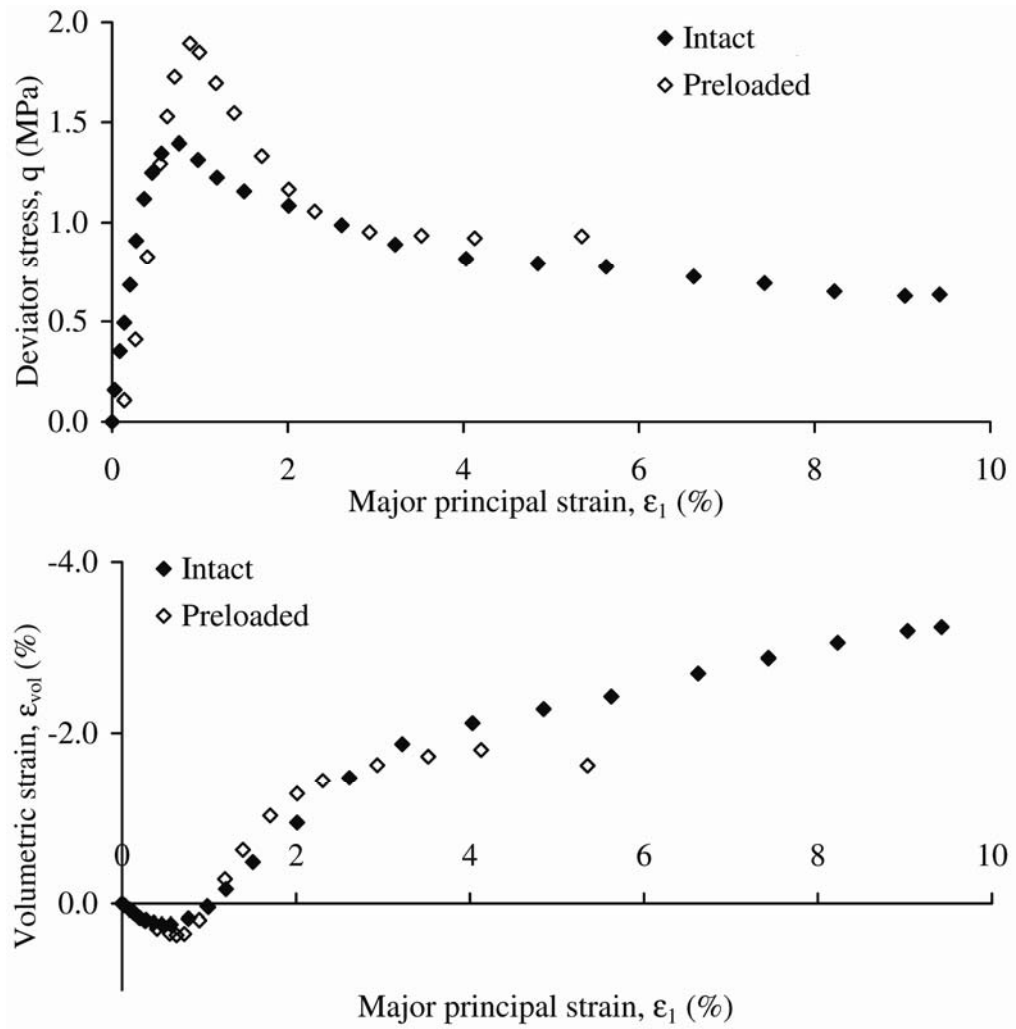 2.0
1.5
1.0
0.5
0.0
Deviator stress, q (MPa)
Intact
Preloaded
0 2 4 6 8 10
Major principal strain, ε1 (%)
-4.0
-2.0
0.0
Volumetric strain, εvol (%)
Intact
Preloaded
0 2 4 6 8 10
Major principal strain, ε1 (%)